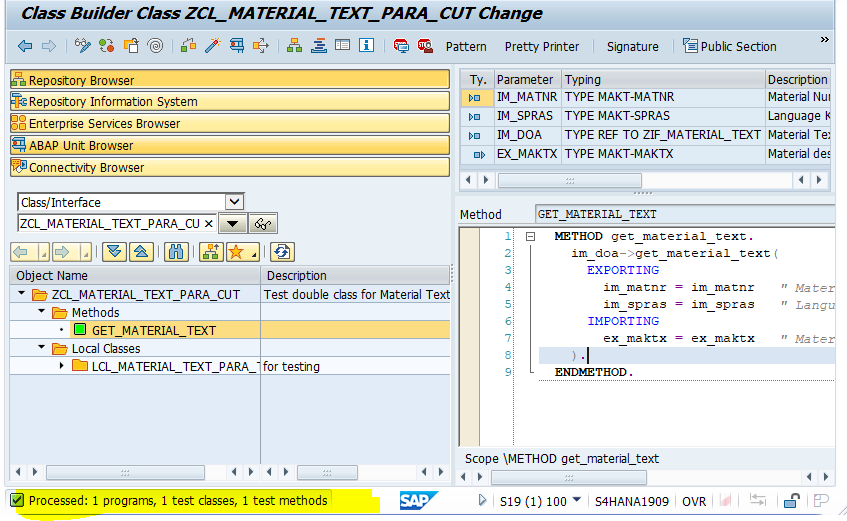 Class Builder Class ZCL_MATERIAL_TEXT_PARA_CUT Change
Pattern Pretty Printer Signature Public Section »
Repository Browser
Repository Information System
Enterprise Services Browser
ABAP Unit Browser
Connectivity Browser
Class/Interface
ZCL_MATERIAL_TEXT_PARA_CU
Object Name Description
ZCL_MATERIAL_TEXT_PARA_CUT Test double class for Material Text
Methods
GET_MATERIAL_TEXT
Local Classes
LCL_MATERIAL_TEXT_PARA_T for testing
Ty. Parameter Typing Description
IM_MATNR TYPE MAKT-MATNR Material Nur
IM_SPRAS TYPE MAKT-SPRAS Language K
IM_DOA TYPE REF TO ZIF_MATERIAL_TEXT Material Tex
EX_MAKTX TYPE MAKT-MAKTX Material des
Method GET_MATERIAL_TEXT
1 METHOD get_material_text.
2 im_doa->get_material_text(
3 EXPORTING
4 im_matnr = im_matnr " Mater
5 im_spras = im_spras " Langu
6 IMPORTING
7 ex_maktx = ex_maktx " Mater
8 ).
9 ENDMETHOD.
Scope \METHOD get_material_text
Processed: 1 programs, 1 test classes, 1 test methods SAP S19 (1) 100 S4HANA1909 OVR